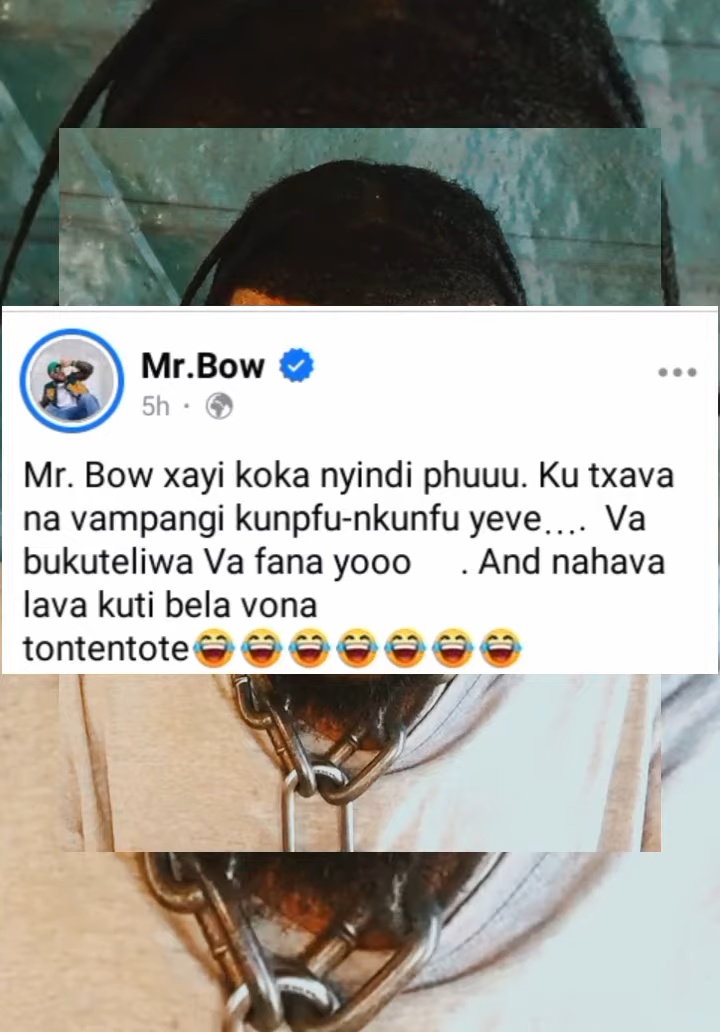 Mr.Bow
5h ·
Mr. Bow xayi koka nyindi phuuu. Ku txava
na vampangi kunpfu-nkunfu yeve…. Va
bukuteliwa Va fana yooo . And nahava
lava kuti bela vona
tontentote😂😂😂😂😂😂😂